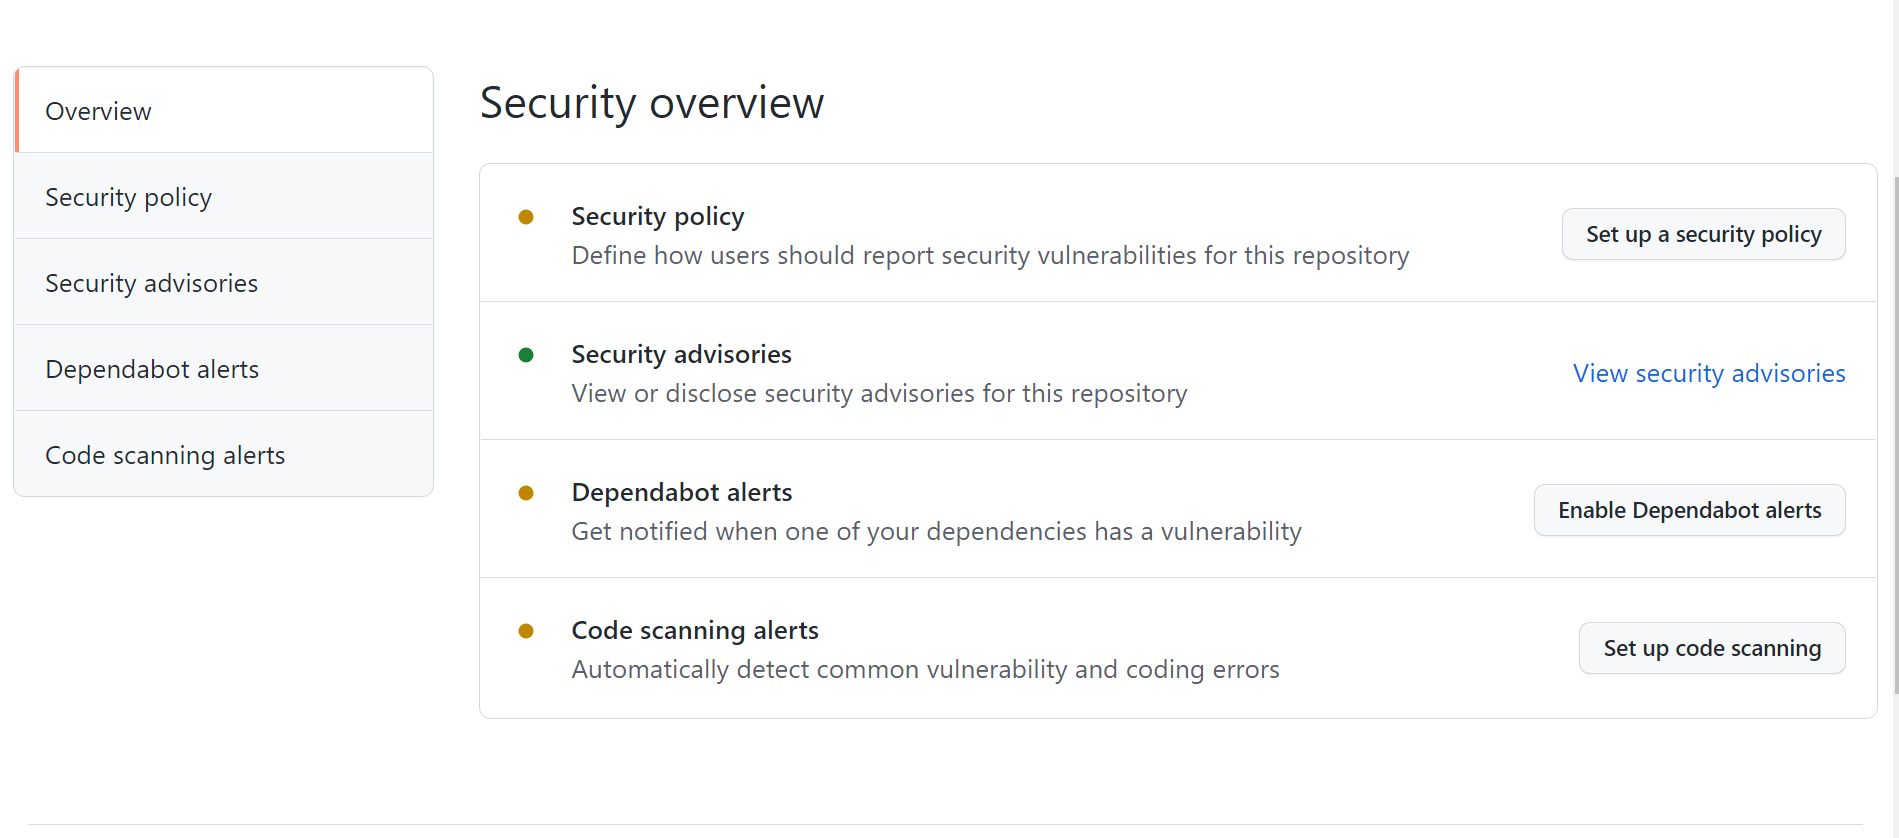 Overview
Security policy
Security advisories
Dependabot alerts
Code scanning alerts
Security overview
Security policy
Define how users should report security vulnerabilities for this repository
Set up a security policy
Security advisories
View or disclose security advisories for this repository
View security advisories
Dependabot alerts
Get notified when one of your dependencies has a vulnerability
Enable Dependabot alerts
Code scanning alerts
Automatically detect common vulnerability and coding errors
Set up code scanning